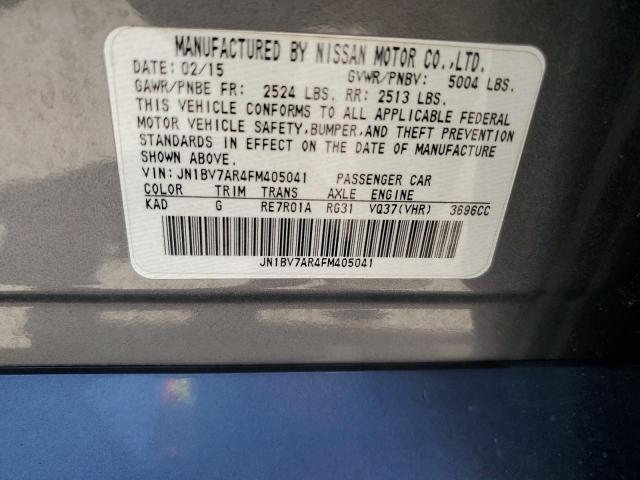 MANUFACTURED BY NISSAN MOTOR CO.,LTD.
DATE: 02/15 GVWR/PNBV: 5004 LBS.
GAWR/PNBE FR: 2524 LBS. RR: 2513 LBS.
THIS VEHICLE CONFORMS TO ALL APPLICABLE FEDERAL
MOTOR VEHICLE SAFETY, BUMPER, AND THEFT PREVENTION
STANDARDS IN EFFECT ON THE DATE OF MANUFACTURE
SHOWN ABOVE.
VIN: JN1BV7AR4FM405041 PASSENGER CAR
COLOR TRIM TRANS AXLE ENGINE
KAD G RE7R01A RG31 VQ37(VHR) 3696CC
JN1BV7AR4FM405041